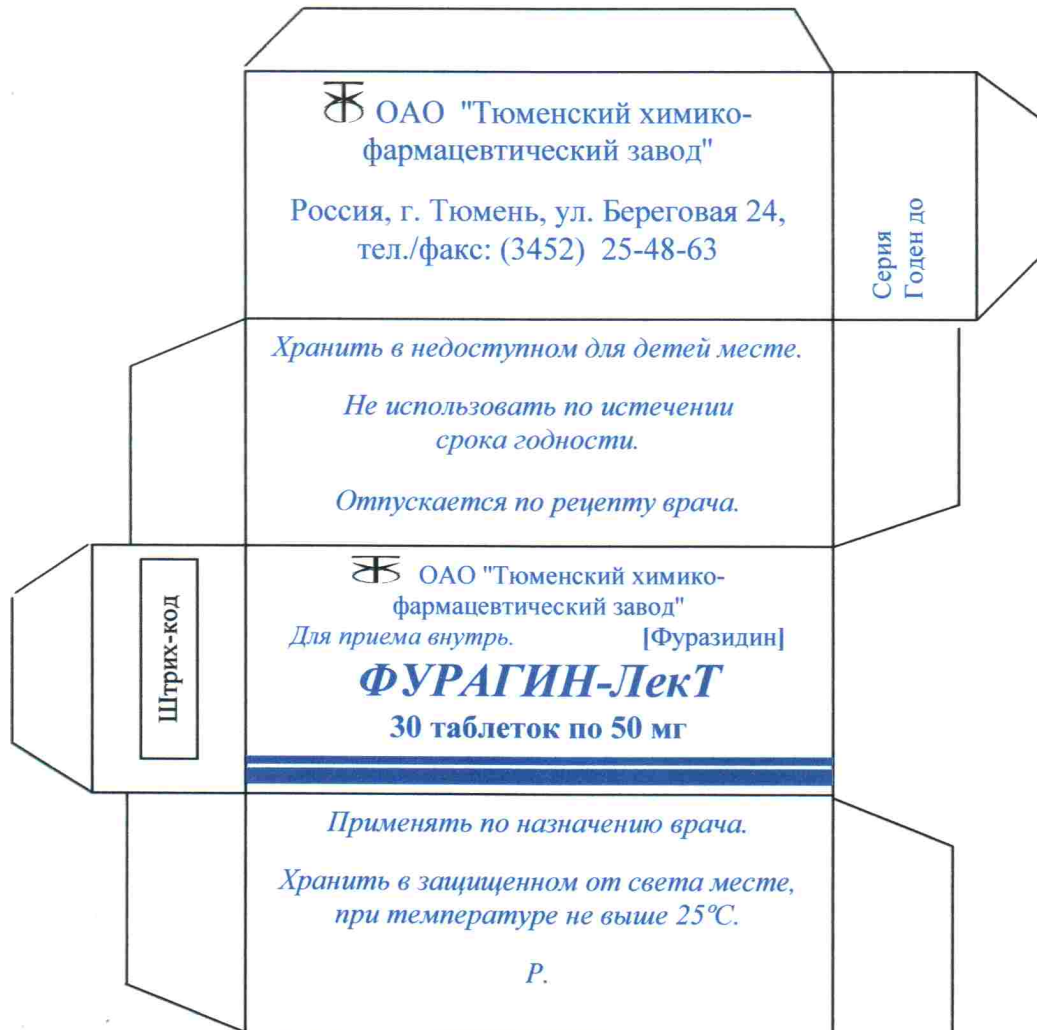 ОАО "Тюменский химико-
фармацевтический завод"
Россия, г. Тюмень, ул. Береговая 24,
тел./факс: (3452) 25-48-63
Серия
Годен до
Хранить в недоступном для детей месте.
Не использовать по истечении
срока годности.
Отпускается по рецепту врача.
Штрих-код
ОАО "Тюменский химико-
фармацевтический завод"
Для приема внутрь. [Фуразидин]
ФУРАГИН-ЛекТ
30 таблеток по 50 мг
Применять по назначению врача.
Хранить в защищенном от света месте,
при температуре не выше 25ºС.
Р.